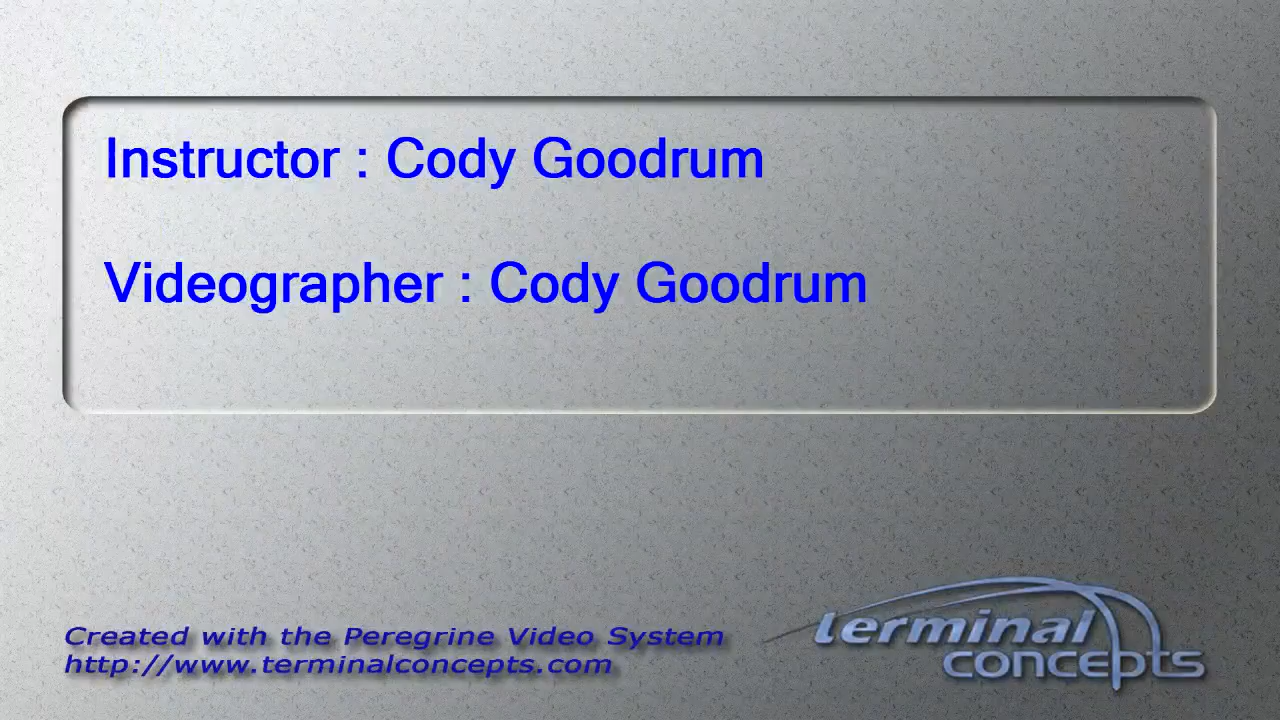 Instructor : Cody Goodrum
Videographer : Cody Goodrum
Created with the Peregrine Video System
http://www.terminalconcepts.com
terminal
concepts